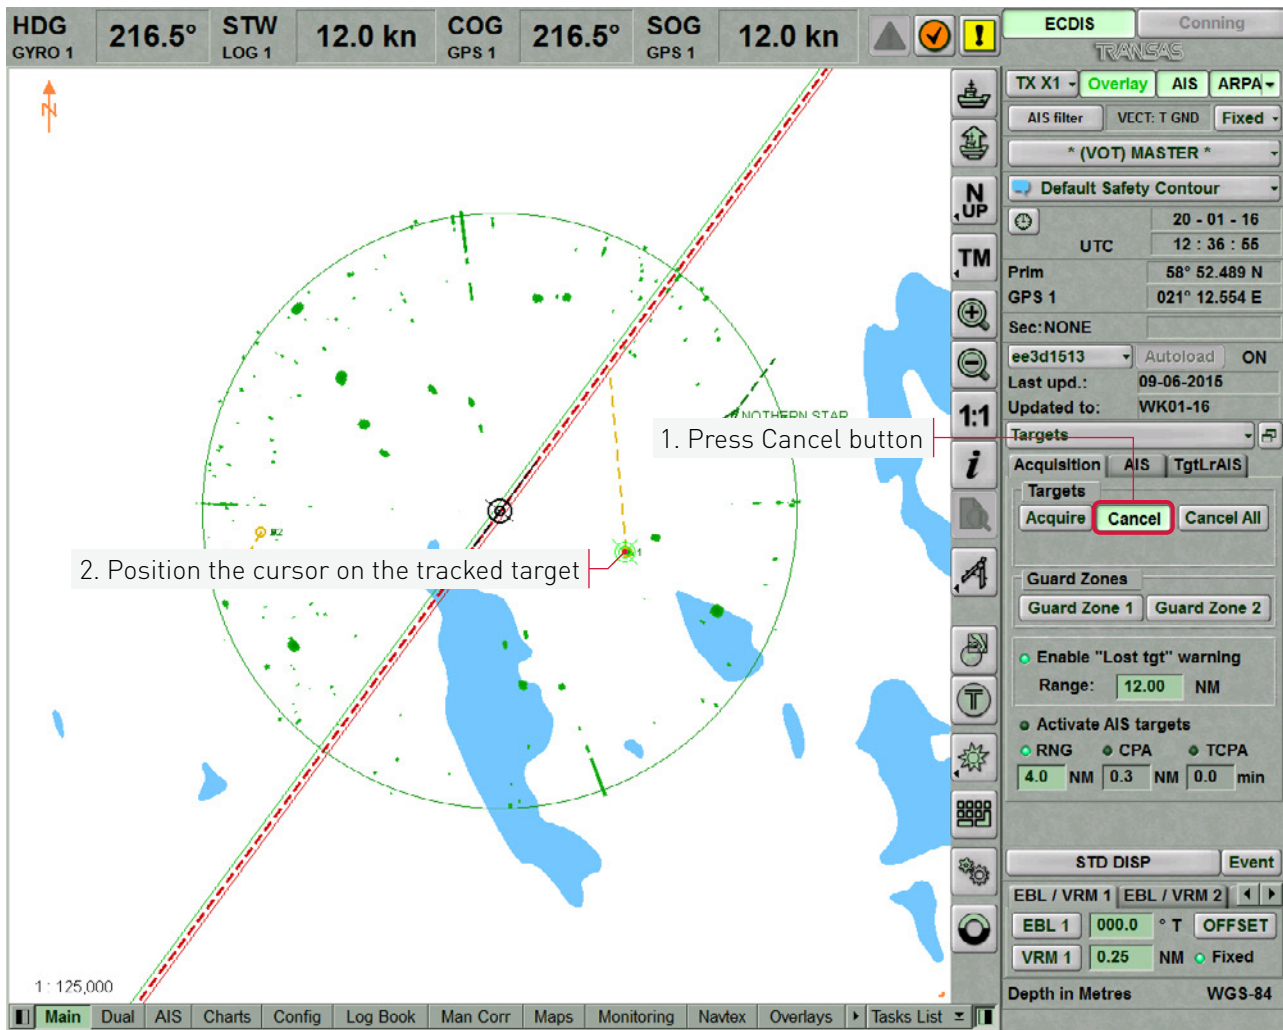 HDG GYRO 1 216.5° STW LOG 1 12.0 kn COG GPS 1 216.5° SOG GPS 1 12.0 kn !
ECDIS Conning
TRANSAS
TX X1 Overlay AIS ARPA
AIS filter VECT: T GND Fixed
* (VOT) MASTER *
Default Safety Contour
20 - 01 - 16
UTC 12 : 36 : 55
Prim 58° 52.489 N
GPS 1 021° 12.554 E
Sec:NONE
ee3d1513 Autoload ON
Last upd.: 09-06-2015
Updated to: WK01-16
Targets
Acquisition AIS TgtLrAIS
Targets
Acquire Cancel Cancel All
Guard Zones
Guard Zone 1 Guard Zone 2
Enable "Lost tgt" warning
Range: 12.00 NM
Activate AIS targets
RNG CPA TCPA
4.0 NM 0.3 NM 0.0 min
STD DISP Event
EBL / VRM 1 EBL / VRM 2
EBL 1 000.0 ° T OFFSET
VRM 1 0.25 NM Fixed
Depth in Metres WGS-84
N
N
UP
TM
1:1
i
T
NOTHERN STAR
1. Press Cancel button
2. Position the cursor on the tracked target
1
1 : 125,000
Main Dual AIS Charts Config Log Book Man Corr Maps Monitoring Navtex Overlays Tasks List